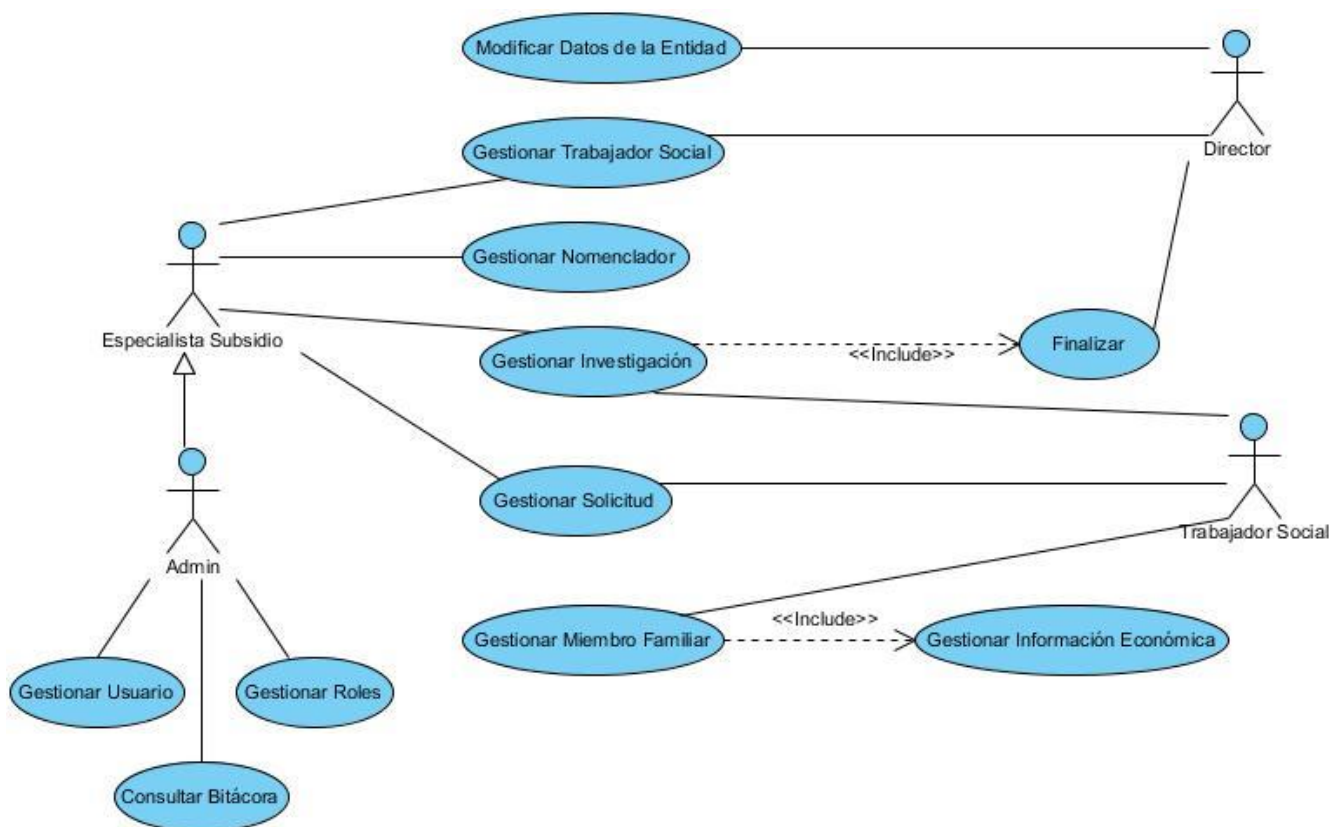 Modificar Datos de la Entidad
Gestionar Trabajador Social
Director
Gestionar Nomenclador
Especialista Subsidio
Gestionar Investigación
<<Include>>
Finalizar
Gestionar Solicitud
Trabajador Social
Admin
Gestionar Miembro Familiar
<<Include>>
Gestionar Información Económica
Gestionar Usuario
Gestionar Roles
Consultar Bitácora